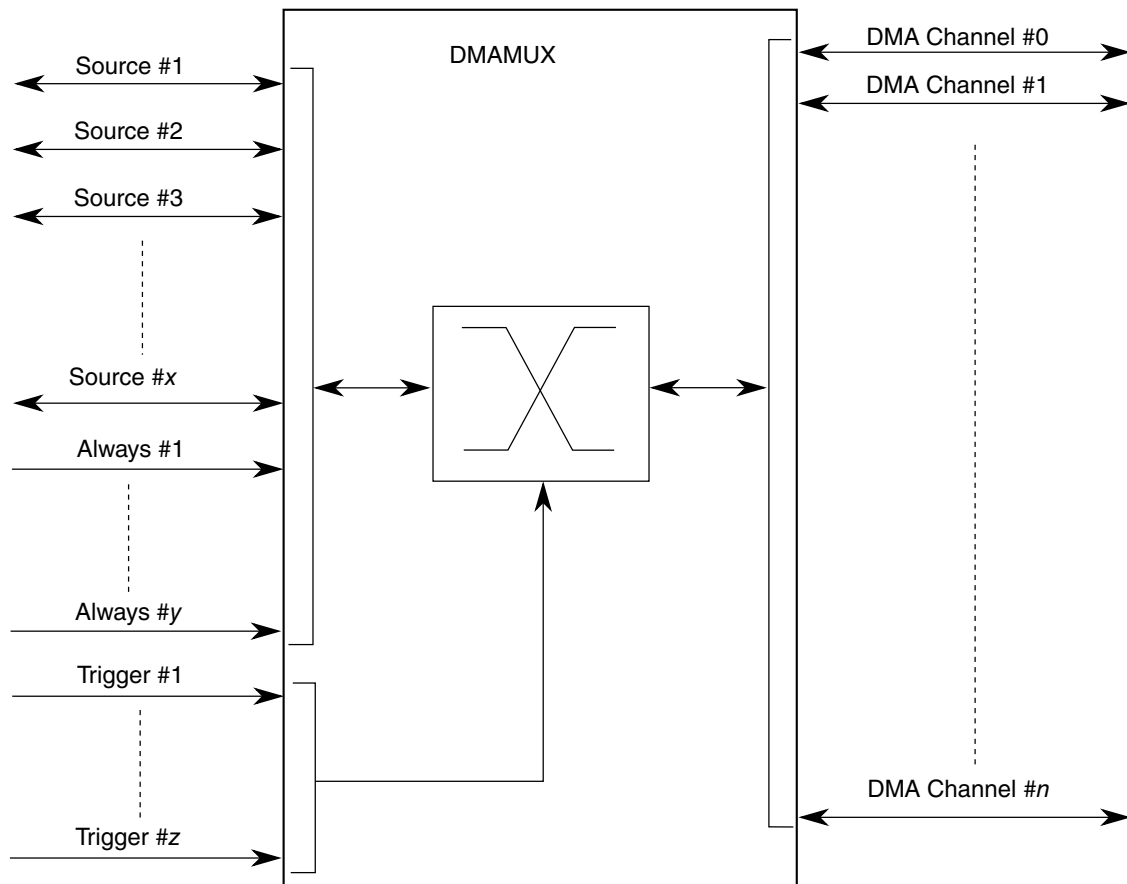 DMAMUX
Source #1
Source #2
Source #3
Source #x
Always #1
Always #y
Trigger #1
Trigger #z
DMA Channel #0
DMA Channel #1
DMA Channel #n